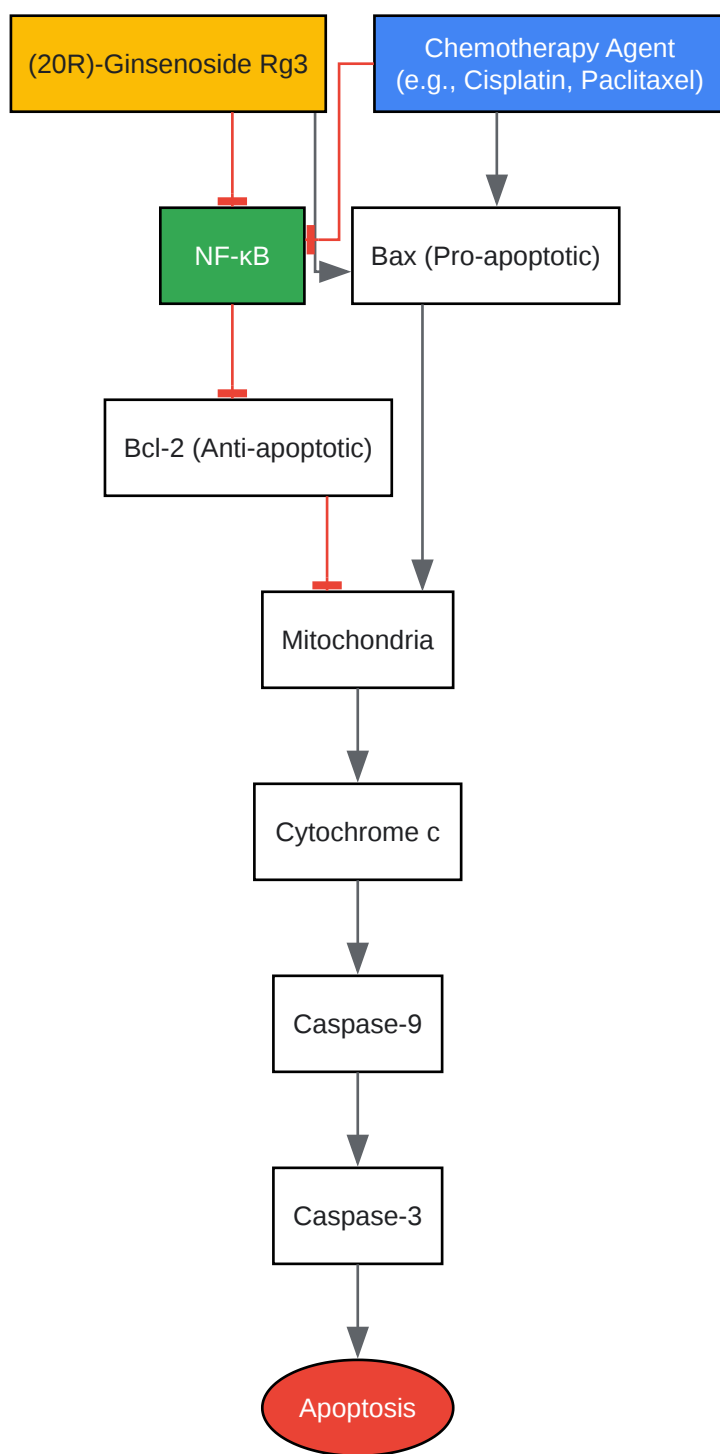 (20R)-Ginsenoside Rg3
Chemotherapy Agent
(e.g., Cisplatin, Paclitaxel)
NF-κB
Bax (Pro-apoptotic)
Bcl-2 (Anti-apoptotic)
Mitochondria
Cytochrome c
Caspase-9
Caspase-3
Apoptosis